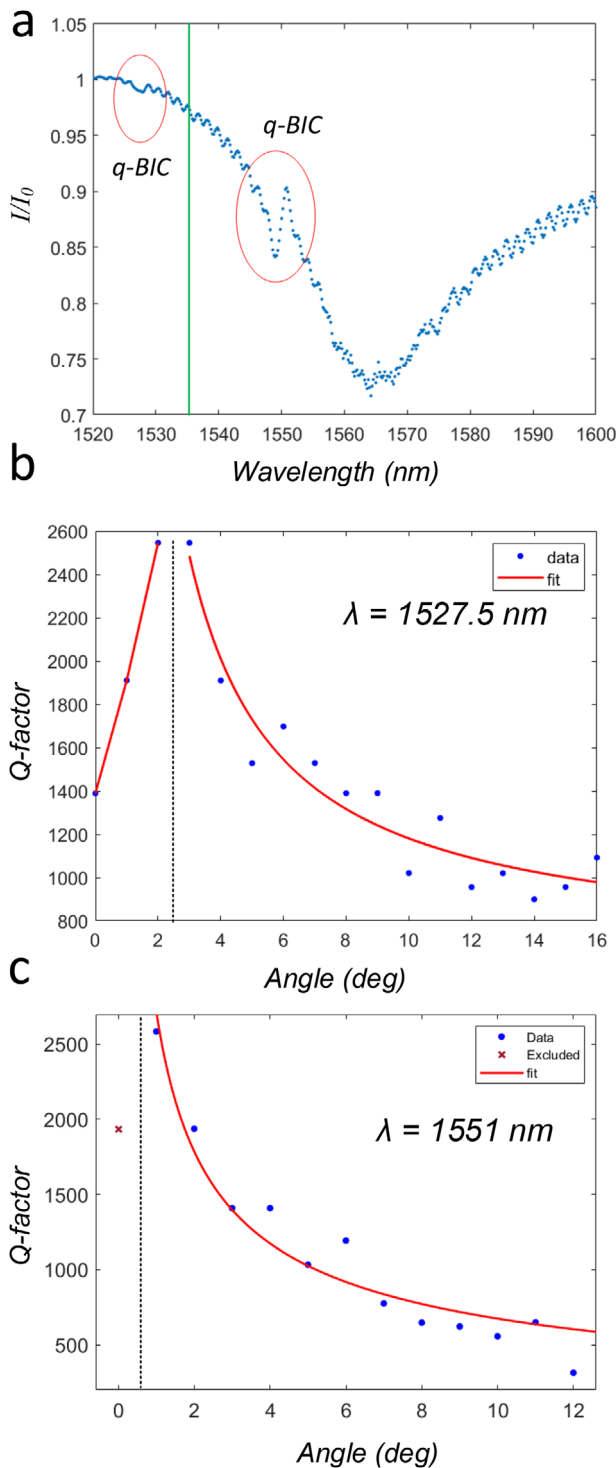 a
1.05
1
0.95
0.9
0.85
0.8
0.75
0.7
I/I0
q-BIC
q-BIC
1520 1530 1540 1550 1560 1570 1580 1590 1600
Wavelength (nm)
b
2600
2400
2200
2000
1800
1600
1400
1200
1000
800
Q-factor
data
fit
λ = 1527.5 nm
0 2 4 6 8 10 12 14 16
Angle (deg)
c
2500
2000
1500
1000
500
Q-factor
Data
Excluded
fit
λ = 1551 nm
0 2 4 6 8 10 12
Angle (deg)